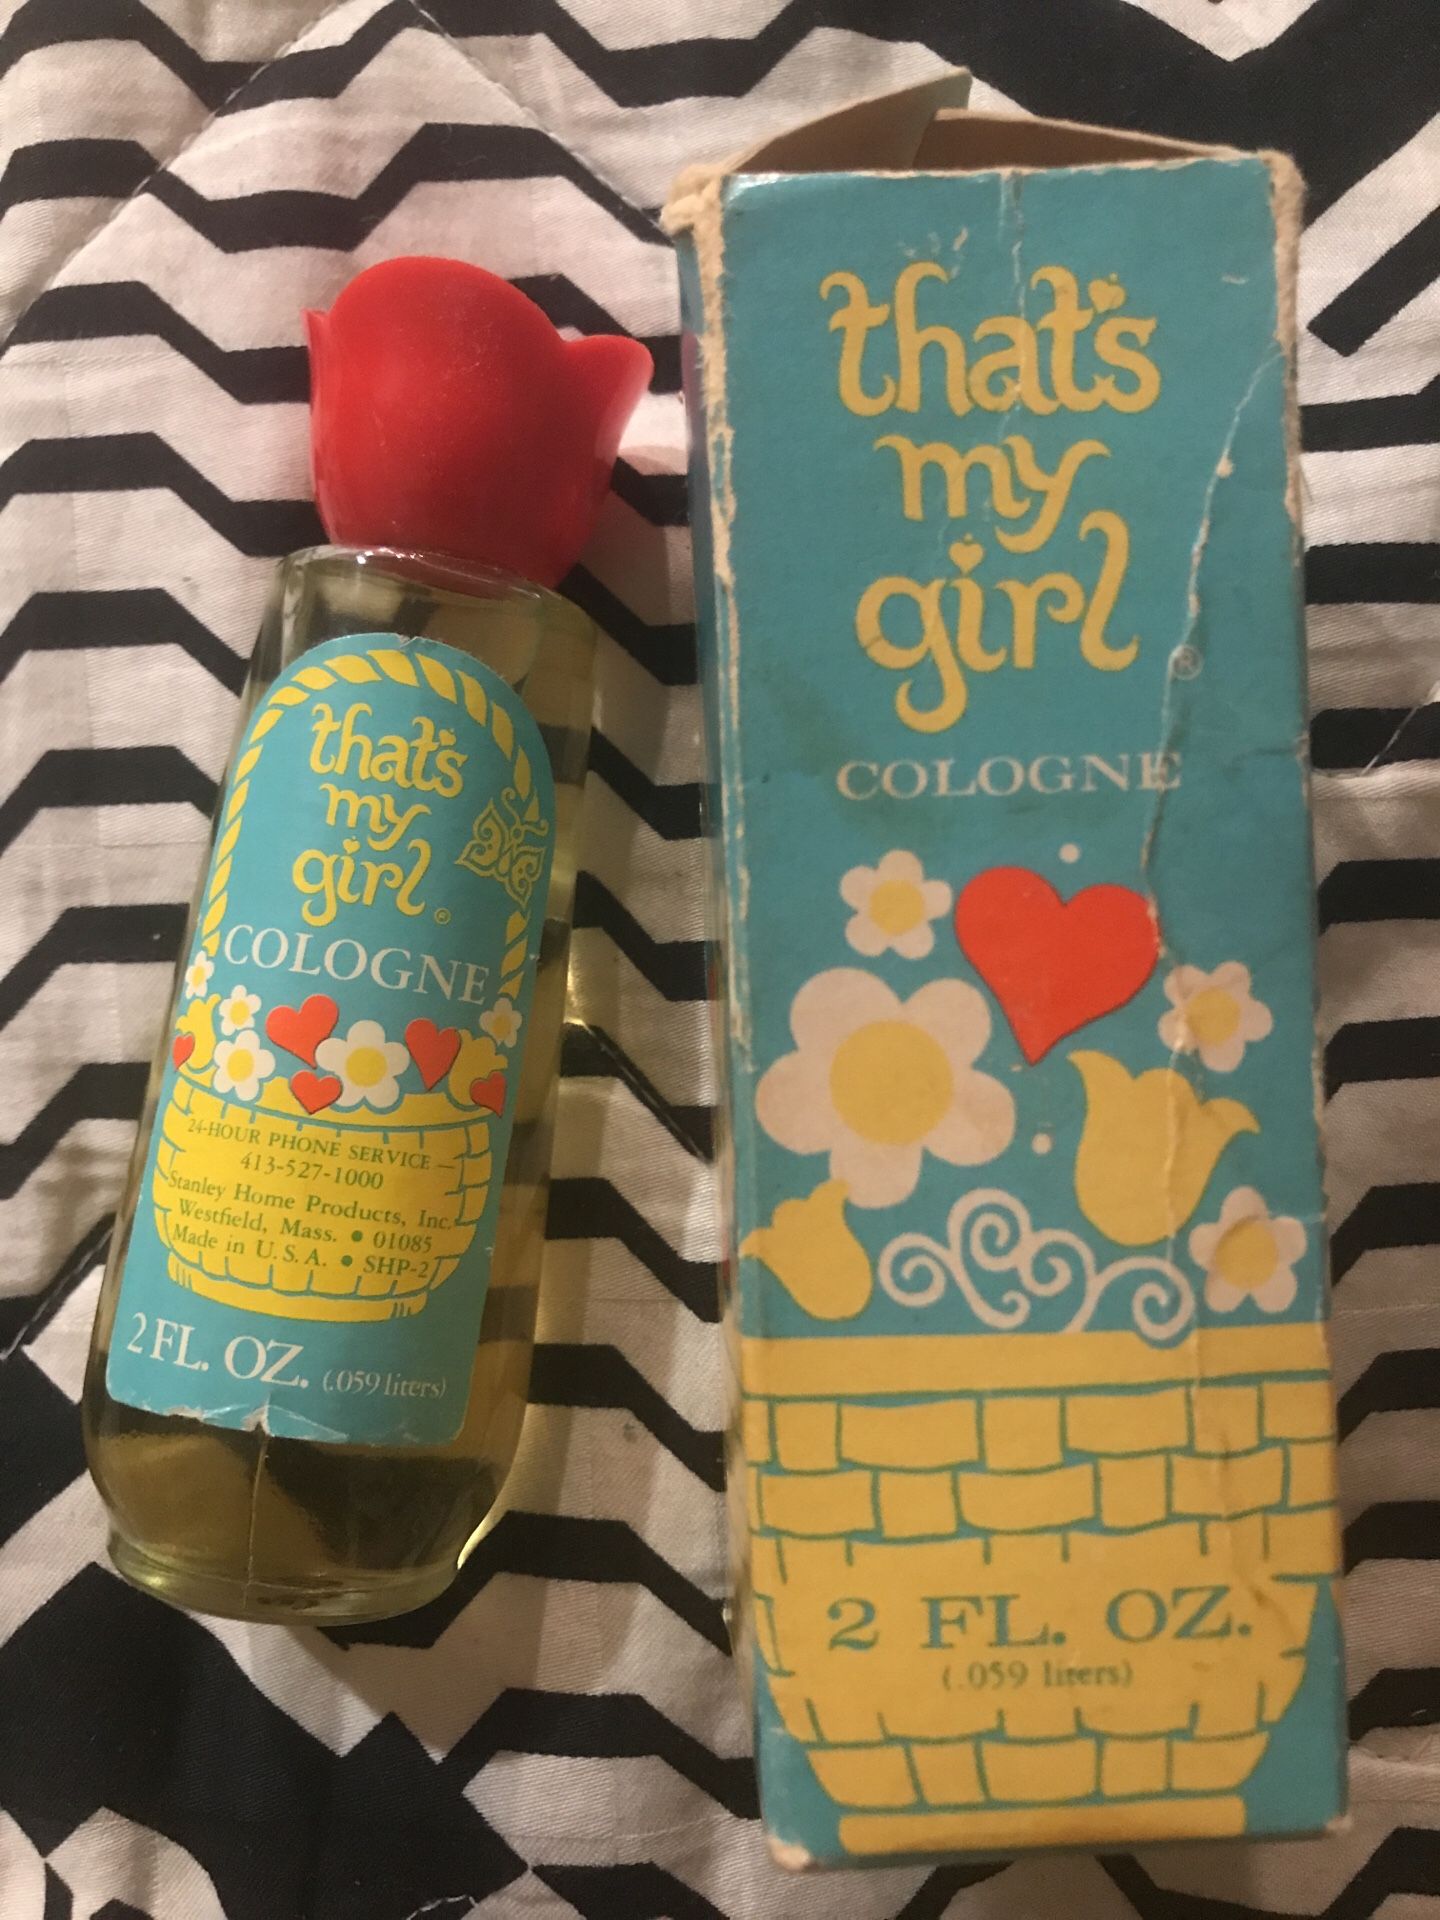 that's
my
girl®
COLOGNE
24-HOUR PHONE SERVICE —
413-527-1000
Stanley Home Products, Inc.
Westfield, Mass. • 01085
Made in U.S.A. • SHP-2
2 FL. OZ. (.059 liters)
that's
my
girl®
COLOGNE
2 FL. OZ.
(.059 liters)